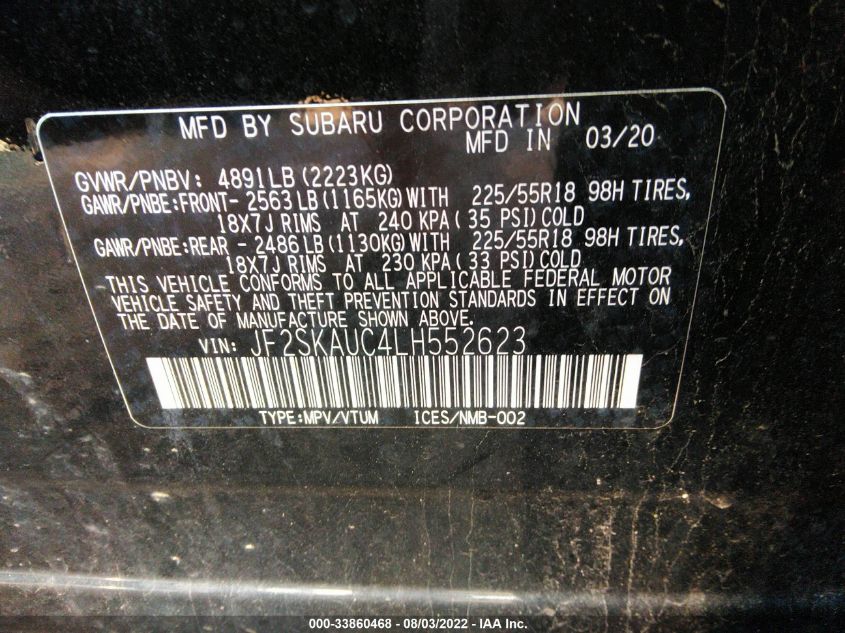 MFD BY SUBARU CORPORATION
MFD IN 03/20
GVWR/PNBV: 4891LB (2223KG)
GAWR/PNBE:FRONT- 2563LB (1165KG) WITH 225/55R18 98H TIRES,
18X7J RIMS AT 240 KPA ( 35 PSI) COLD
GAWR/PNBE:REAR - 2486LB (1130KG) WITH 225/55R18 98H TIRES,
18X7J RIMS AT 230 KPA ( 33 PSI) COLD
THIS VEHICLE CONFORMS TO ALL APPLICABLE FEDERAL MOTOR
VEHICLE SAFETY AND THEFT PREVENTION STANDARDS IN EFFECT ON
THE DATE OF MANUFACTURE SHOWN ABOVE.
VIN: JF2SKAUC4LH552623
TYPE:MPV/VTUM ICES/NMB-002
000-33860468 - 08/03/2022 - IAA Inc.